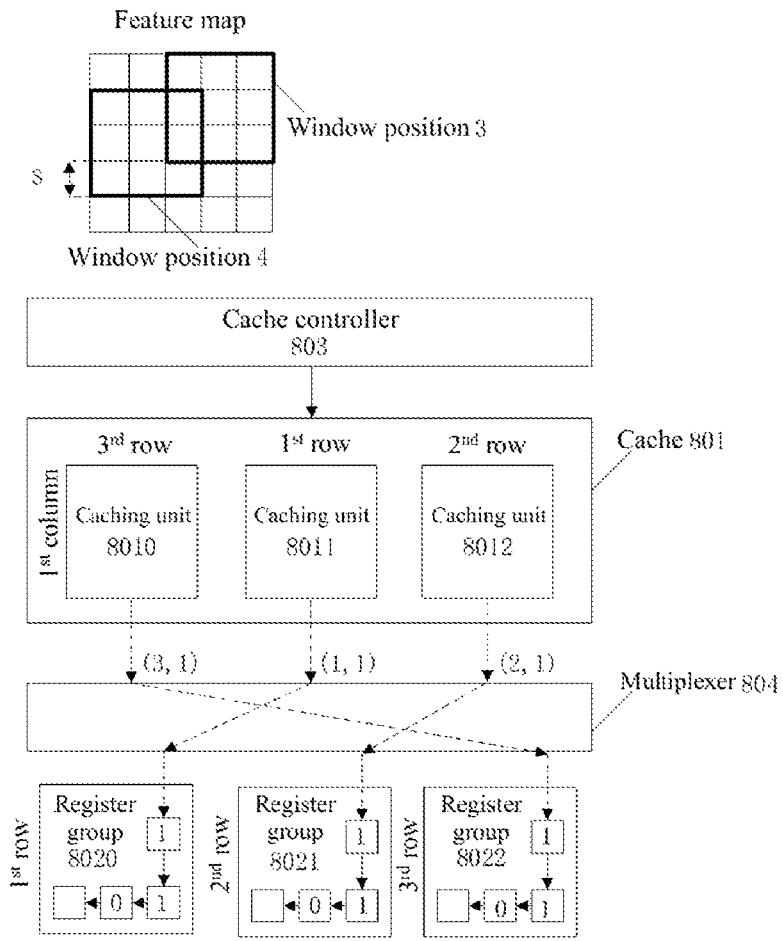 Feature map
Window position 3
s
Window position 4
Cache controller
803
Cache 801
3rd row
1st row
2nd row
1st column
Caching unit
8010
Caching unit
8011
Caching unit
8012
(3, 1)
(1, 1)
(2, 1)
Multiplexer 804
1st row
Register
group
8020
1
0
1
2nd row
Register
group
8021
1
0
1
3rd row
Register
group
8022
1
0
1